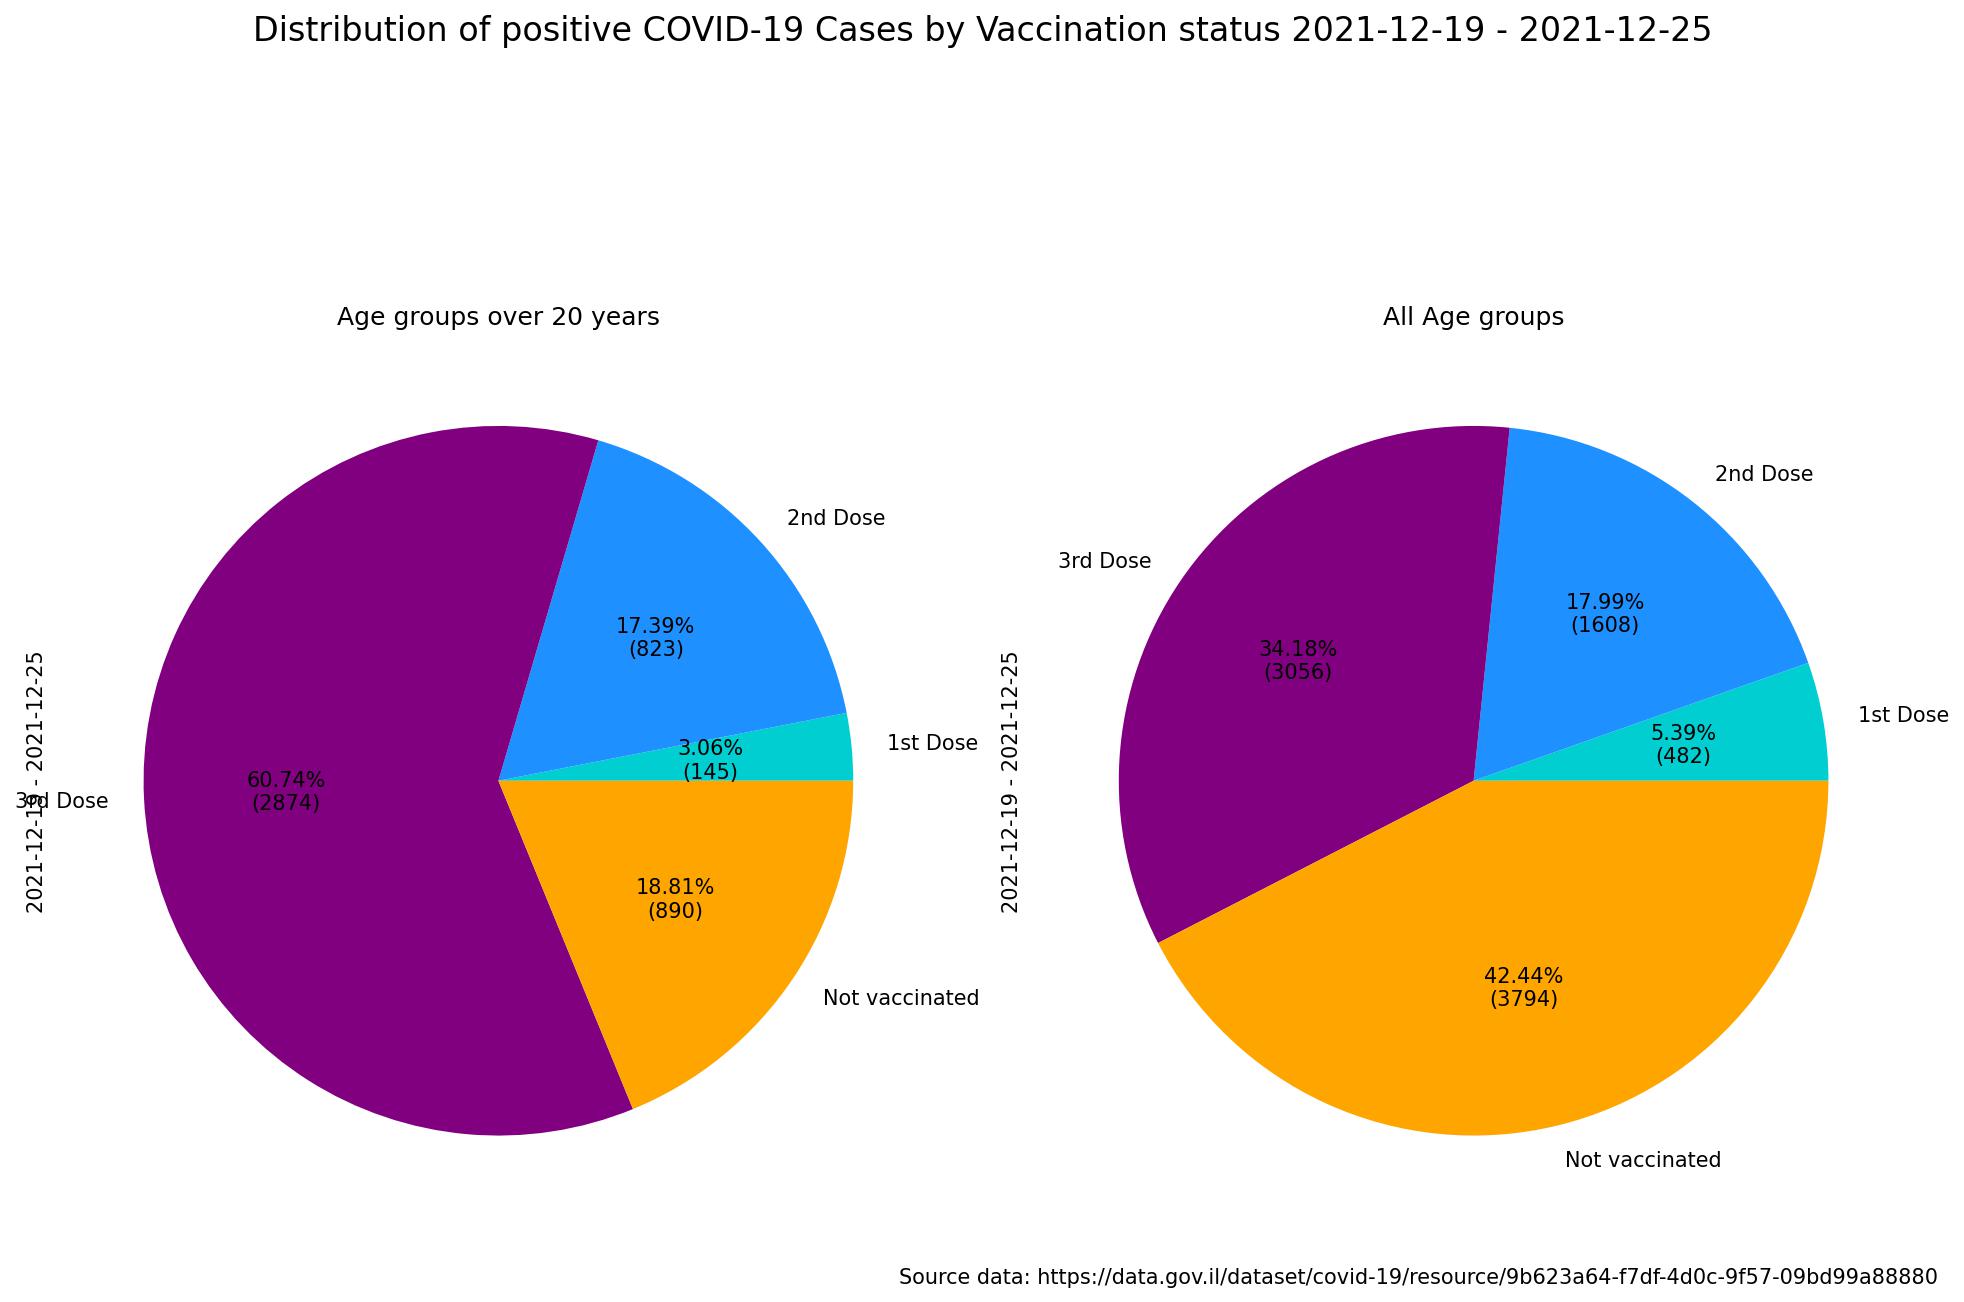 Distribution of positive COVID-19 Cases by Vaccination status 2021-12-19 - 2021-12-25
Age groups over 20 years
2nd Dose
17.39%
(823)
1st Dose
3.06%
(145)
60.74%
(2874)
3rd Dose
2021-12-19 - 2021-12-25
18.81%
(890)
Not vaccinated
All Age groups
2nd Dose
17.99%
(1608)
3rd Dose
34.18%
(3056)
1st Dose
5.39%
(482)
2021-12-19 - 2021-12-25
42.44%
(3794)
Not vaccinated
Source data: https://data.gov.il/dataset/covid-19/resource/9b623a64-f7df-4d0c-9f57-09bd99a88880